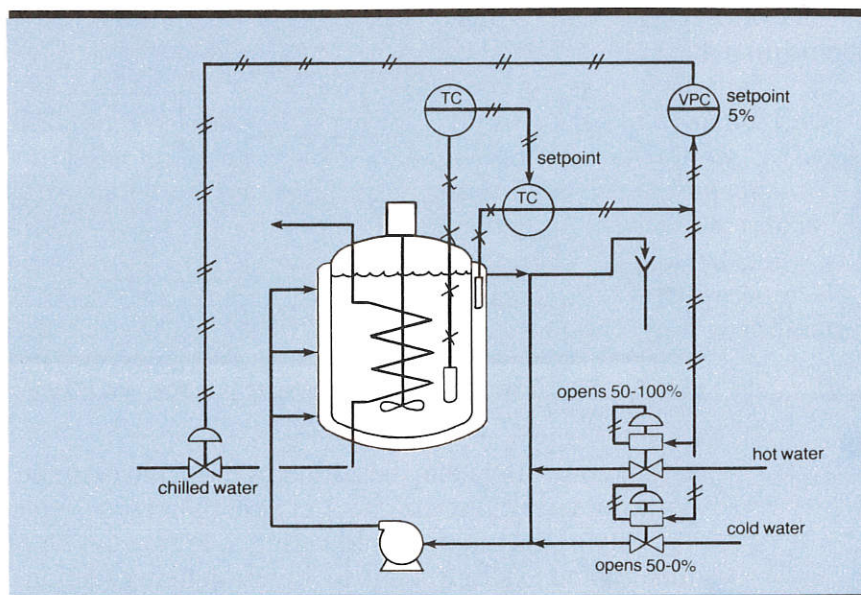 TC
VPC
setpoint
5%
setpoint
TC
opens 50-100%
hot water
chilled water
cold water
opens 50-0%